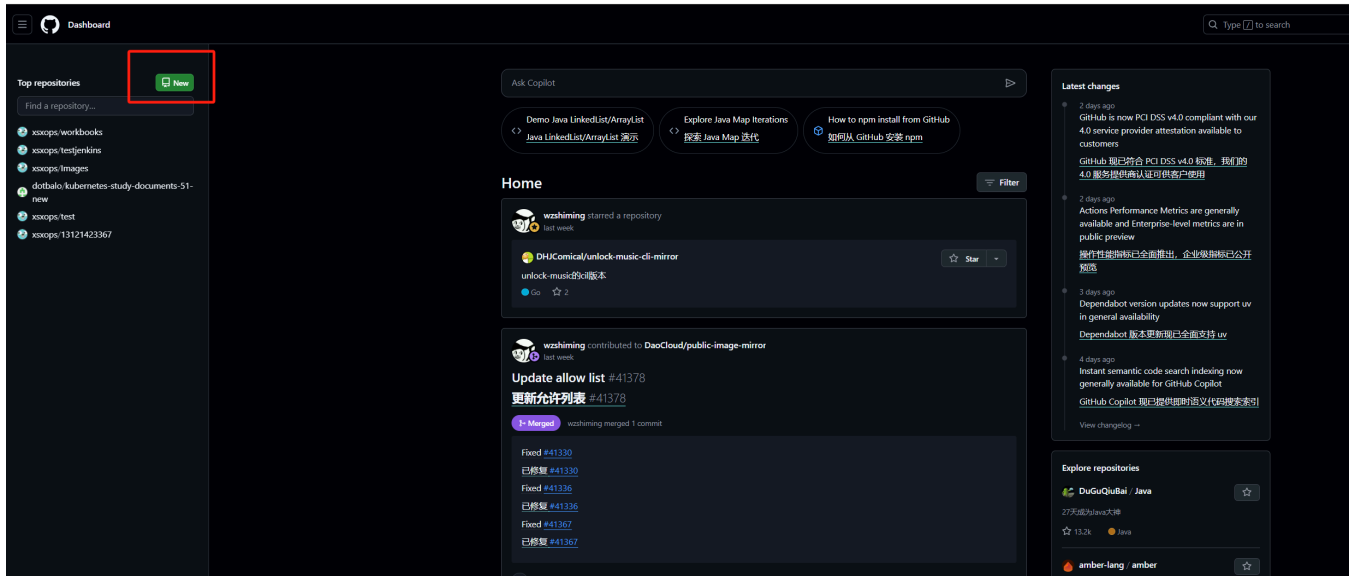 Dashboard
Type / to search
Top repositories
New
Find a repository...
xsxops/workbooks
xsxops/testjenkins
xsxops/Images
dotbalo/kubernetes-study-documents-51-
new
xsxops/test
xsxops/13121423367
Ask Copilot
Demo Java LinkedList/ArrayList
Java LinkedList/ArrayList 演示
Explore Java Map Iterations
探索 Java Map 迭代
How to npm install from GitHub
如何从 GitHub 安装 npm
Home
Filter
wzshiming starred a repository
last week
DHJComical/unlock-music-cli-mirror
Star
unlock-music的cil版本
Go 2
wzshiming contributed to DaoCloud/public-image-mirror
last week
Update allow list #41378
更新允许列表 #41378
Merged wzshiming merged 1 commit
Fixed #41330
已修复 #41330
Fixed #41336
已修复 #41336
Fixed #41367
已修复 #41367
Latest changes
2 days ago
GitHub is now PCI DSS v4.0 compliant with our
4.0 service provider attestation available to
customers
GitHub 现已符合 PCI DSS v4.0 标准，我们的
4.0 服务提供商认证可供客户使用
2 days ago
Actions Performance Metrics are generally
available and Enterprise-level metrics are in
public preview
操作性能指标已全面推出，企业级指标已公开
预览
3 days ago
Dependabot version updates now support uv
in general availability
Dependabot 版本更新现已全面支持 uv
4 days ago
Instant semantic code search indexing now
generally available for GitHub Copilot
GitHub Copilot 现已提供即时语义代码搜索索引
View changelog →
Explore repositories
DuGuQiuBai / Java
27天成为Java大神
13.2k Java
amber-lang / amber